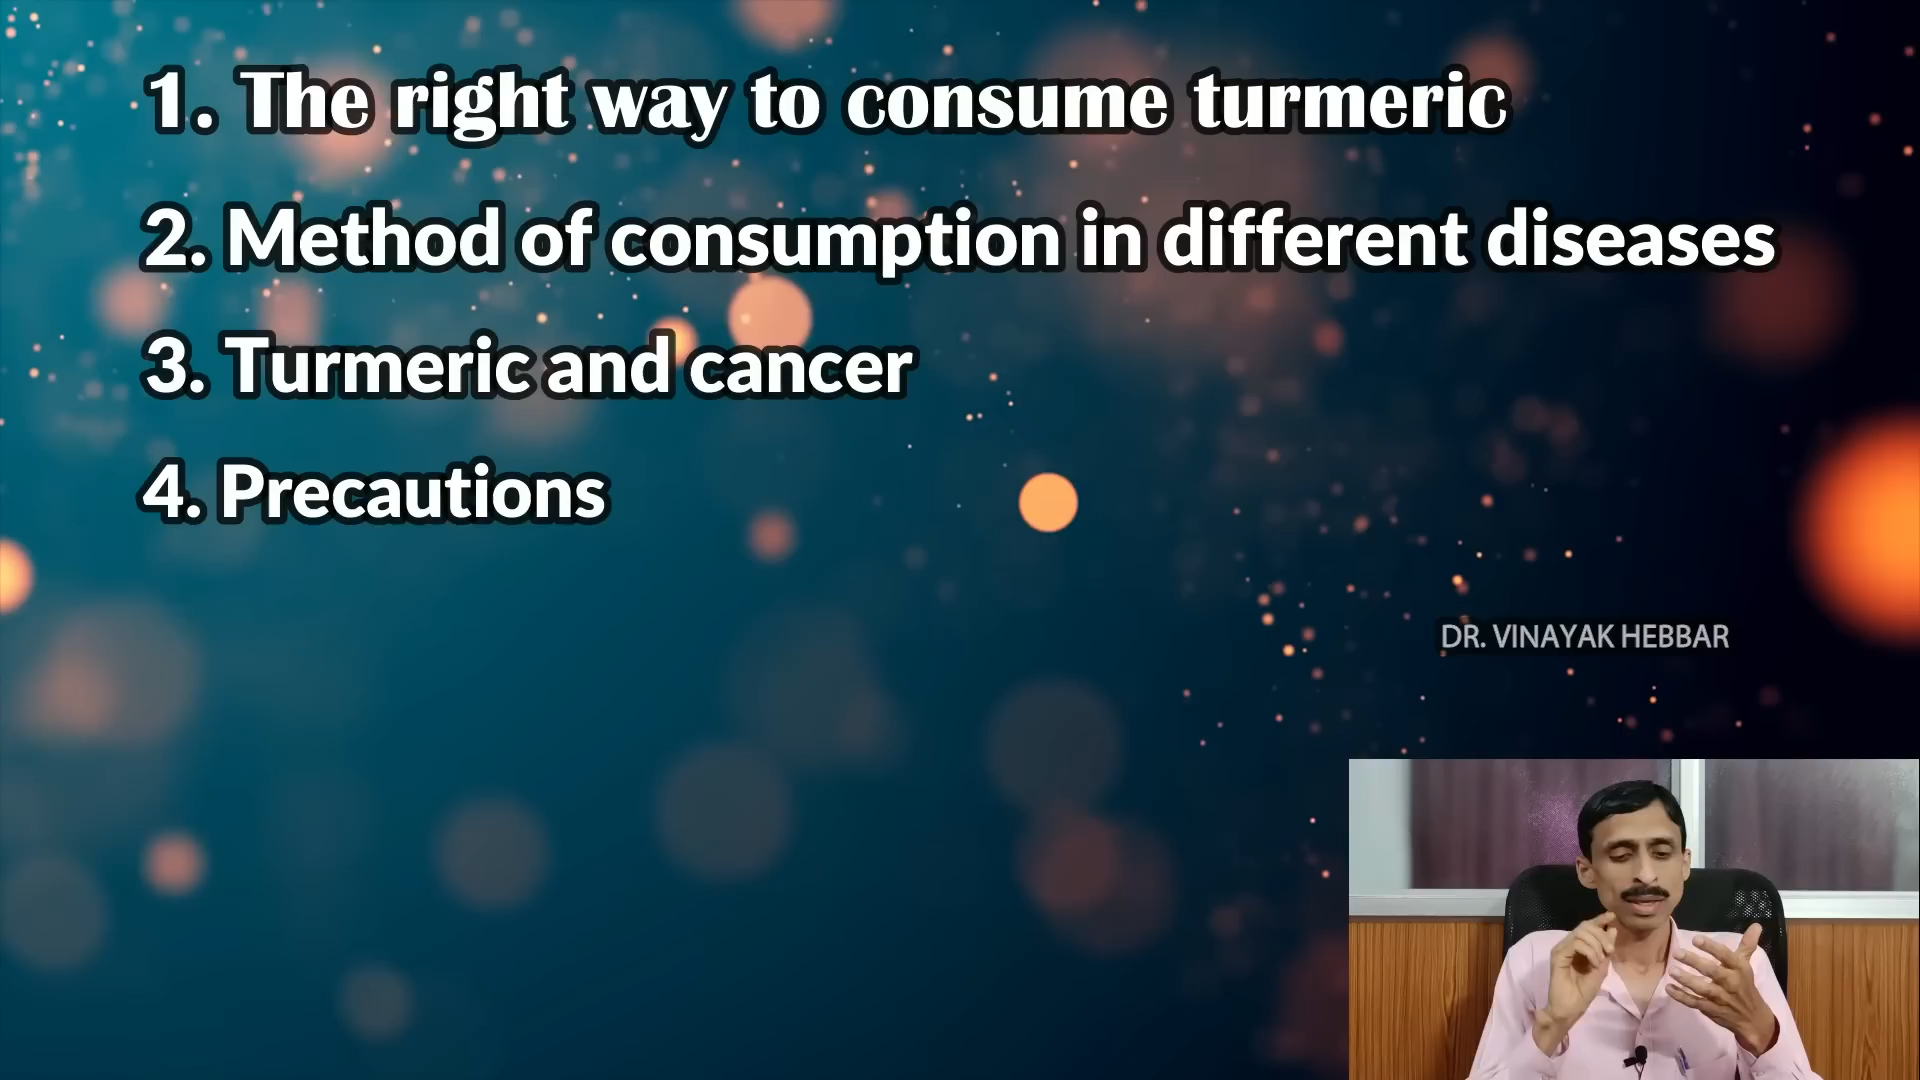 1. The right way to consume turmeric
2. Method of consumption in different diseases
3. Turmeric and cancer
4. Precautions
DR. VINAYAK HEBBAR